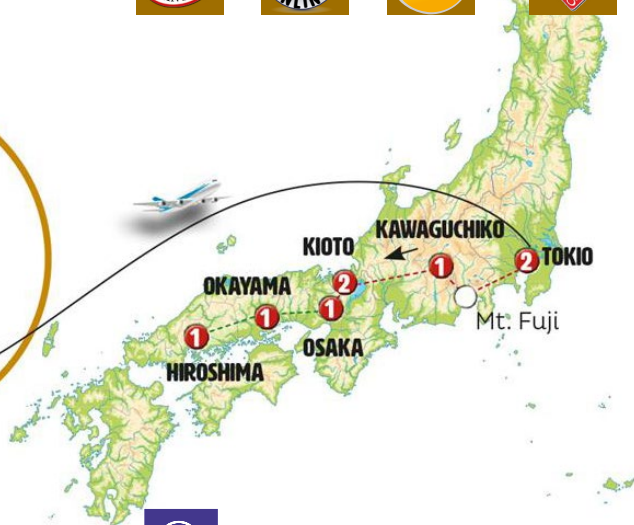 KAWAGUCHIKO
KIOTO
1
2
TOKIO
2
OKAYAMA
1
1
Mt. Fuji
1
OSAKA
HIROSHIMA